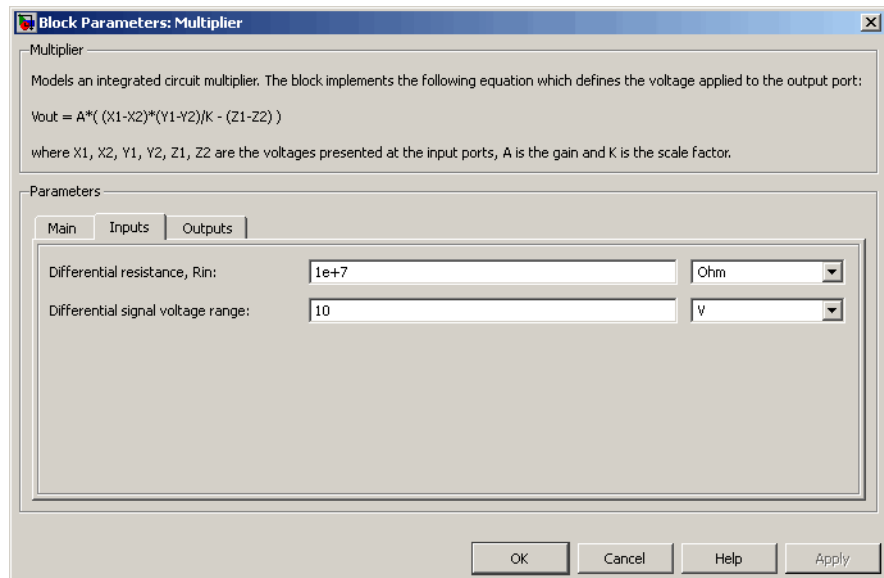 Block Parameters: Multiplier
Multiplier
Models an integrated circuit multiplier. The block implements the following equation which defines the voltage applied to the output port:
Vout = A*( (X1-X2)*(Y1-Y2)/K - (Z1-Z2) )
where X1, X2, Y1, Y2, Z1, Z2 are the voltages presented at the input ports, A is the gain and K is the scale factor.
Parameters
Main Inputs Outputs
Differential resistance, Rin: 1e+7 Ohm
Differential signal voltage range: 10 V
OK Cancel Help Apply